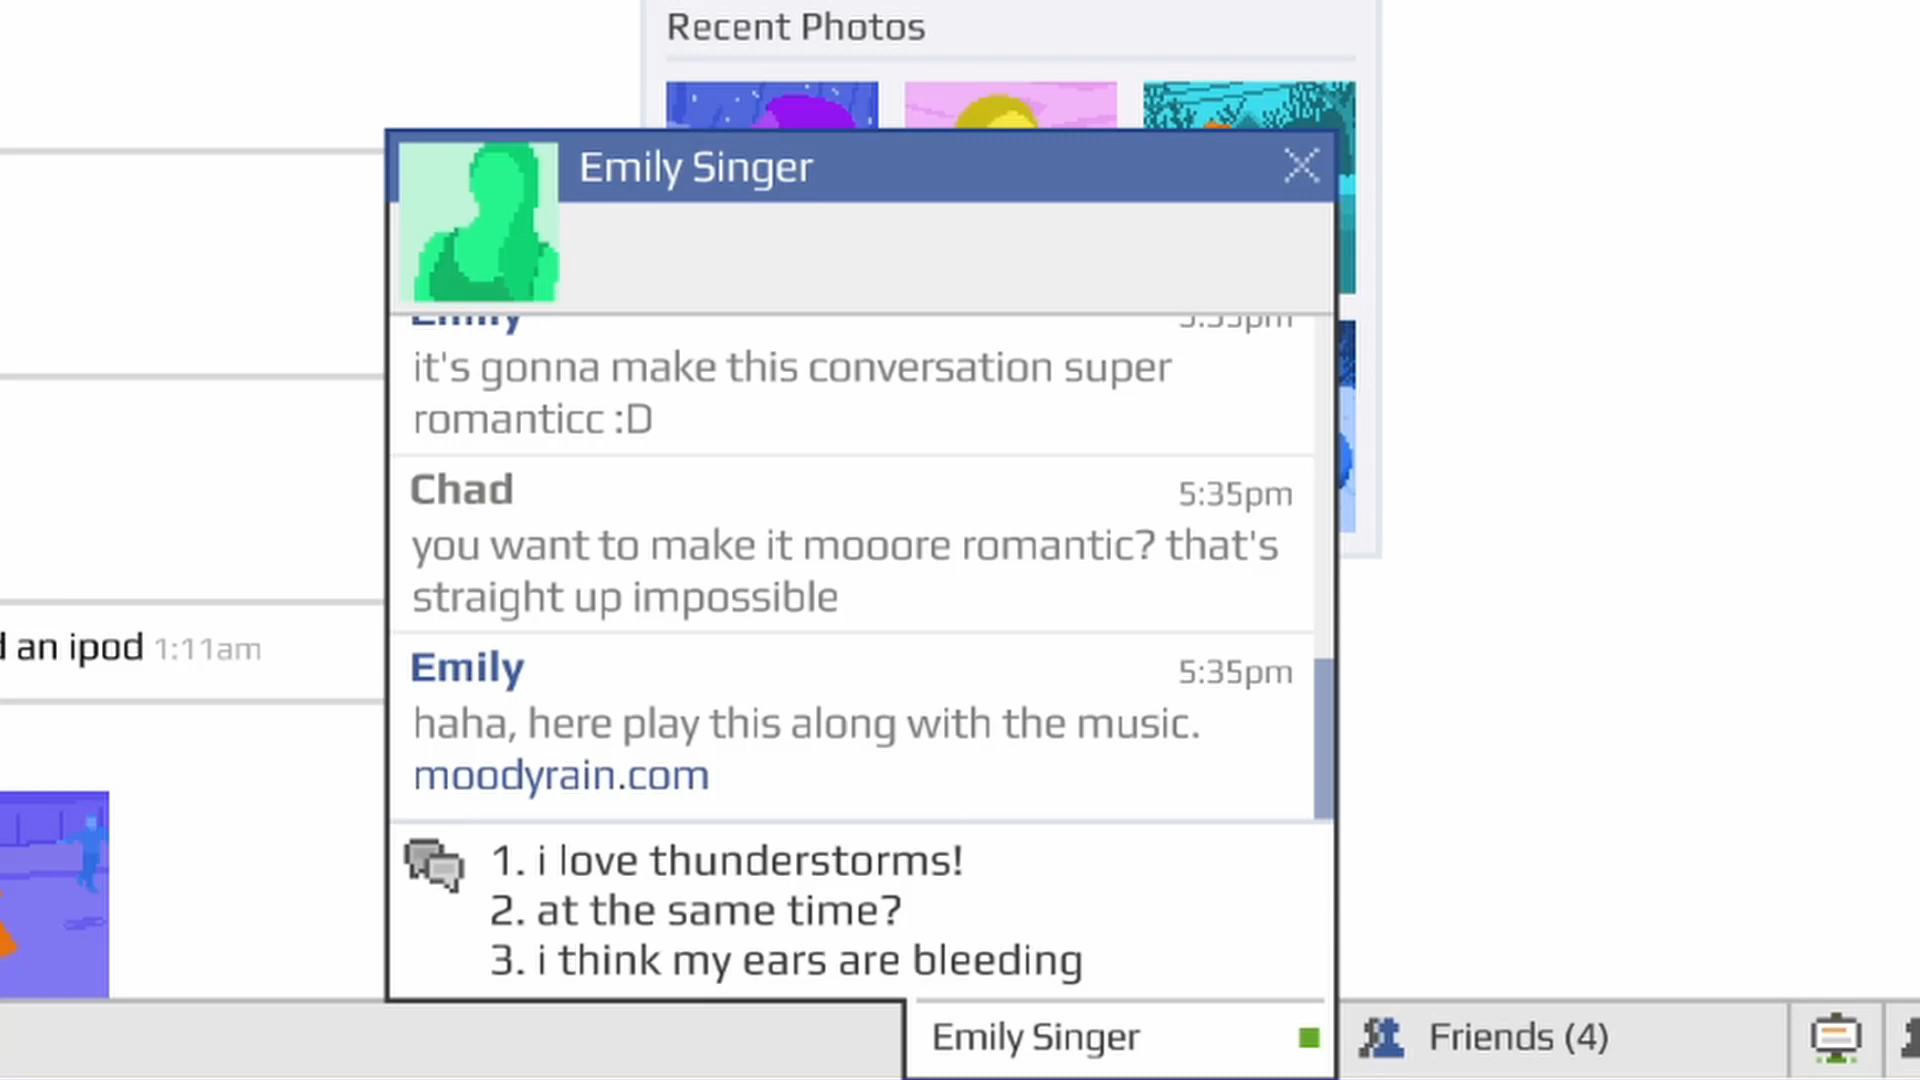 Recent Photos
Emily Singer
Emily
it's gonna make this conversation super
romanticc :D
Chad 5:35pm
you want to make it mooore romantic? that's
straight up impossible
Emily 5:35pm
haha, here play this along with the music.
moodyrain.com
1. i love thunderstorms!
2. at the same time?
3. i think my ears are bleeding
an ipod 1:11am
Emily Singer
Friends (4)